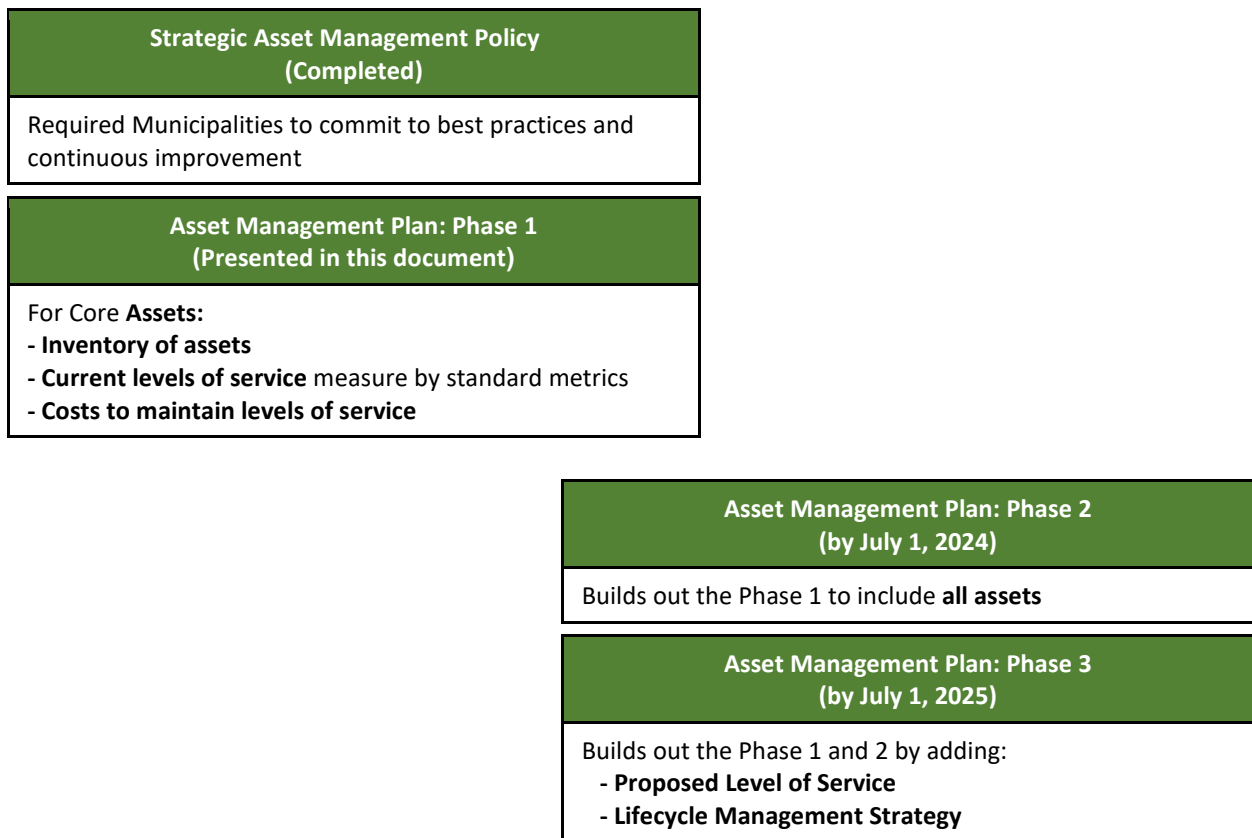 Strategic Asset Management Policy
(Completed)
Required Municipalities to commit to best practices and
continuous improvement
Asset Management Plan: Phase 1
(Presented in this document)
For Core Assets:
- Inventory of assets
- Current levels of service measure by standard metrics
- Costs to maintain levels of service
Asset Management Plan: Phase 2
(by July 1, 2024)
Builds out the Phase 1 to include all assets
Asset Management Plan: Phase 3
(by July 1, 2025)
Builds out the Phase 1 and 2 by adding:
- Proposed Level of Service
- Lifecycle Management Strategy